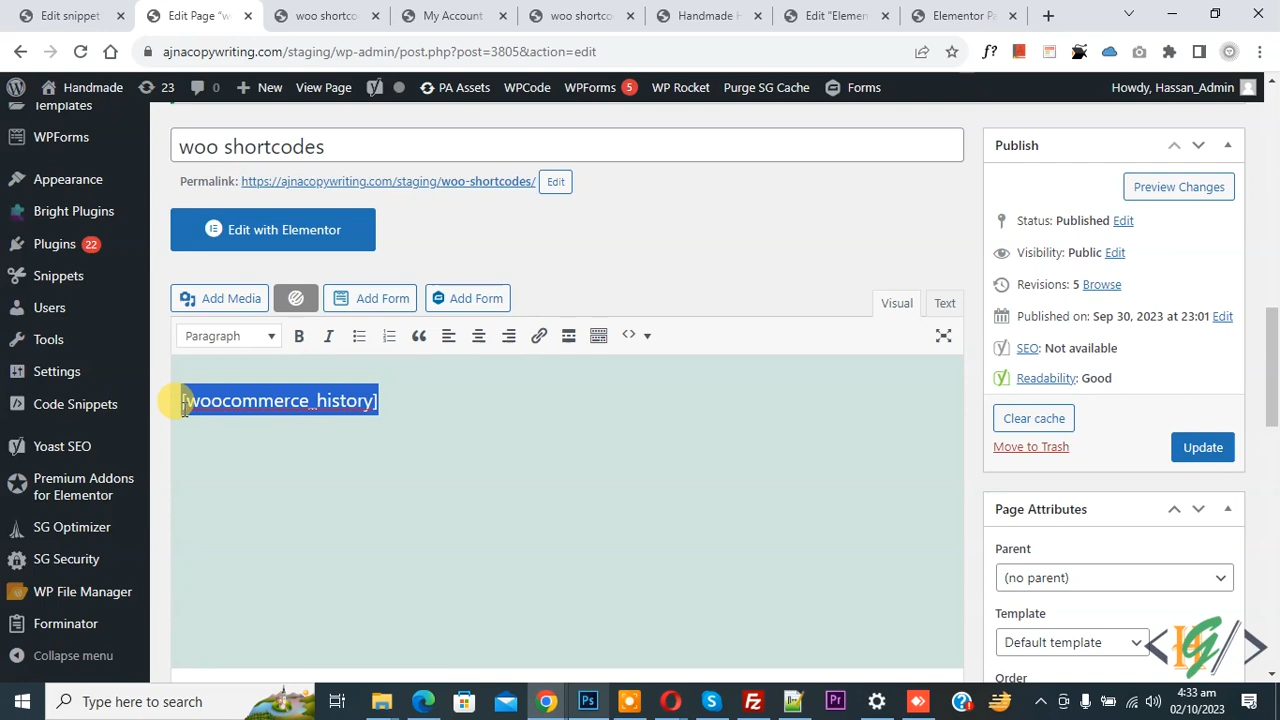 Edit snippet
Edit Page "w
woo shortco
My Account
woo shortco
Handmade H
Edit "Elemen
Elementor Pa
ajnacopywriting.com/staging/wp-admin/post.php?post=3805&action=edit
Handmade
23
0
New
View Page
PA Assets
WPCode
WPForms
5
WP Rocket
Purge SG Cache
Forms
Howdy, Hassan_Admin
Templates
WPForms
Appearance
Bright Plugins
Plugins 22
Snippets
Users
Tools
Settings
Code Snippets
Yoast SEO
Premium Addons
for Elementor
SG Optimizer
SG Security
WP File Manager
Forminator
Collapse menu
woo shortcodes
Permalink: https://ajnacopywriting.com/staging/woo-shortcodes/ Edit
Edit with Elementor
Add Media
Add Form
Add Form
Visual
Text
Paragraph
B
I
[woocommerce_history]
Publish
Preview Changes
Status: Published Edit
Visibility: Public Edit
Revisions: 5 Browse
Published on: Sep 30, 2023 at 23:01 Edit
SEO: Not available
Readability: Good
Clear cache
Move to Trash
Update
Page Attributes
Parent
(no parent)
Template
Default template
Order
Type here to search
4:33 am
02/10/2023